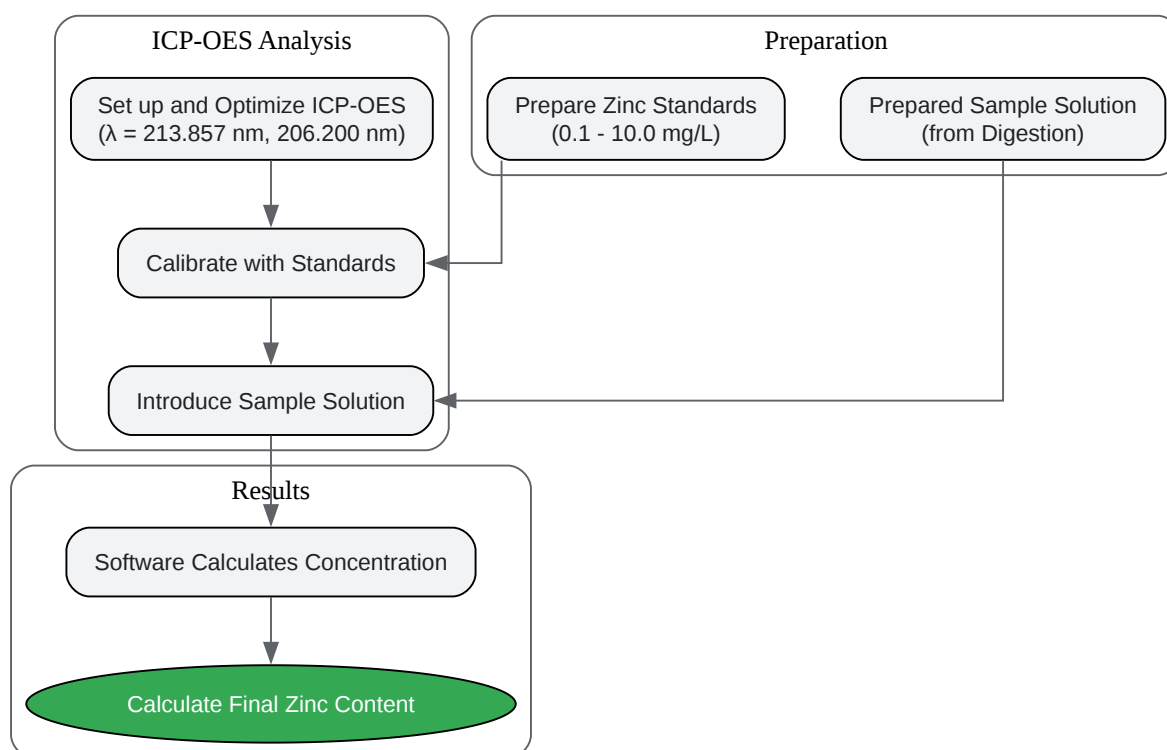 ICP-OES Analysis
Set up and Optimize ICP-OES
(λ = 213.857 nm, 206.200 nm)
Calibrate with Standards
Introduce Sample Solution
Preparation
Prepare Zinc Standards
(0.1 - 10.0 mg/L)
Prepared Sample Solution
(from Digestion)
Results
Software Calculates Concentration
Calculate Final Zinc Content